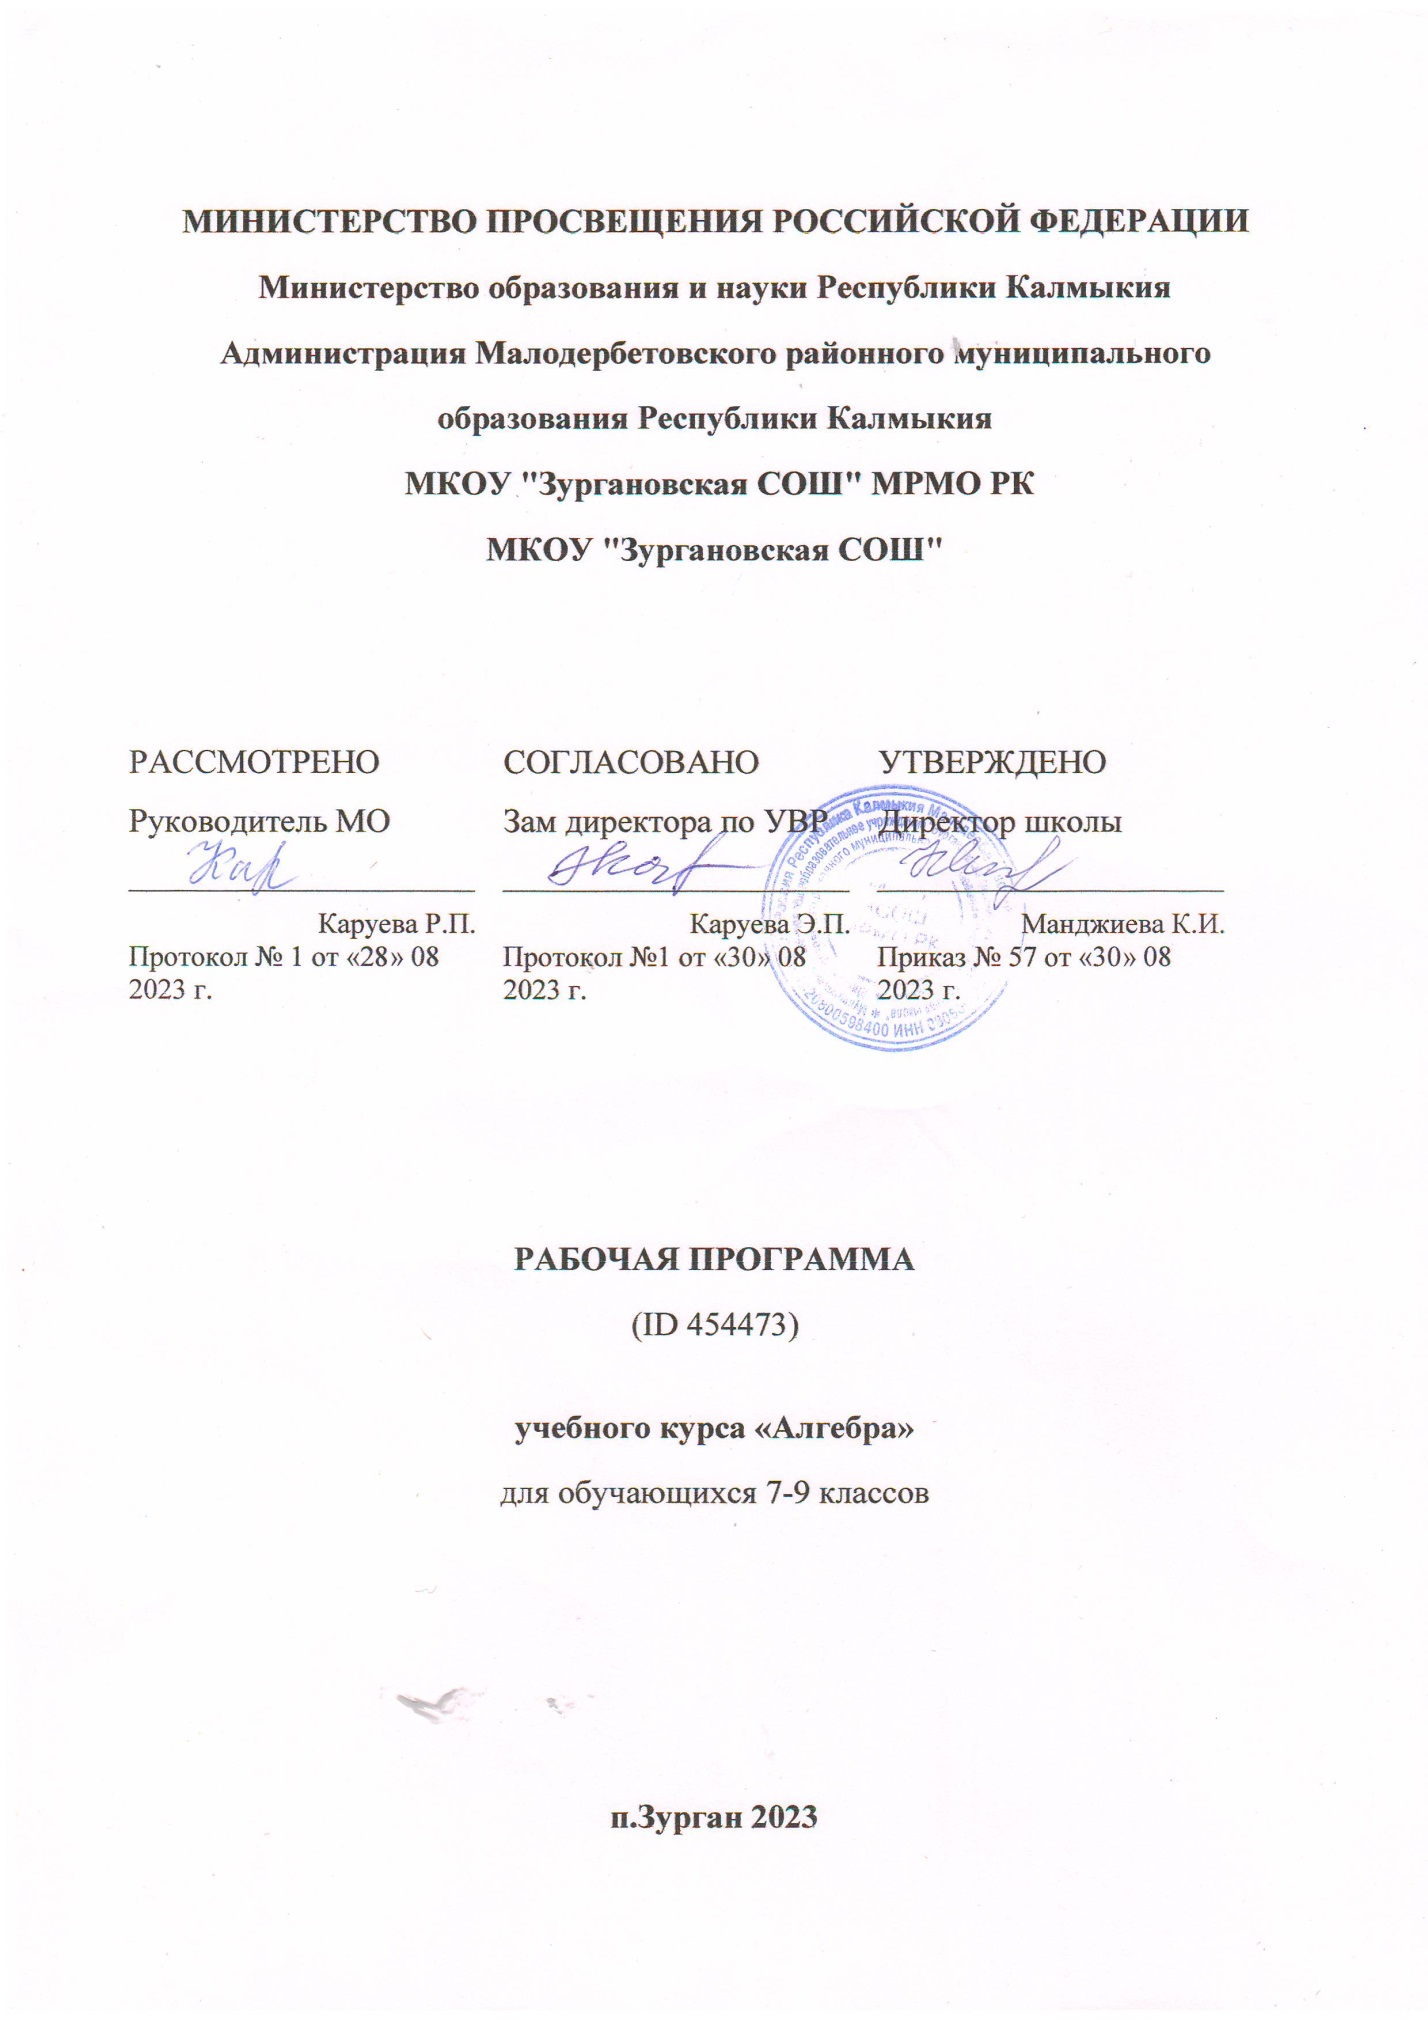 МИНИСТЕРСТВО ПРОСВЕЩЕНИЯ РОССИЙСКОЙ ФЕДЕРАЦИИ
Министерство образования и науки Республики Калмыкия
Администрация Малодербетовского районного муниципального
образования Республики Калмыкия
МКОУ "Зургановская СОШ" МРМО РК
МКОУ "Зургановская СОШ"
РАССМОТРЕНО
Руководитель МО
Каруева Р.П.
Протокол № 1 от «28» 08
2023 г.
СОГЛАСОВАНО
Зам директора по УВР
Каруева Э.П.
Протокол №1 от «30» 08
2023 г.
УТВЕРЖДЕНО
Директор школы
Манджиева К.И.
Приказ № 57 от «30» 08
2023 г.
РАБОЧАЯ ПРОГРАММА
(ID 454473)
учебного курса «Алгебра»
для обучающихся 7-9 классов
п.Зурган 2023